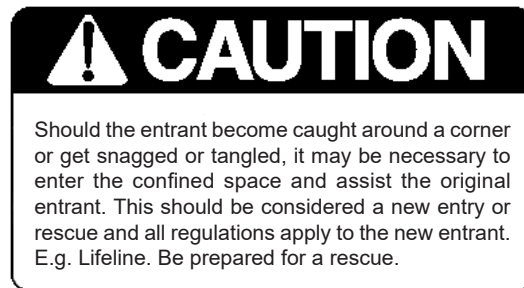 CAUTION
Should the entrant become caught around a corner
or get snagged or tangled, it may be necessary to
enter the confined space and assist the original
entrant. This should be considered a new entry or
rescue and all regulations apply to the new entrant.
E.g. Lifeline. Be prepared for a rescue.